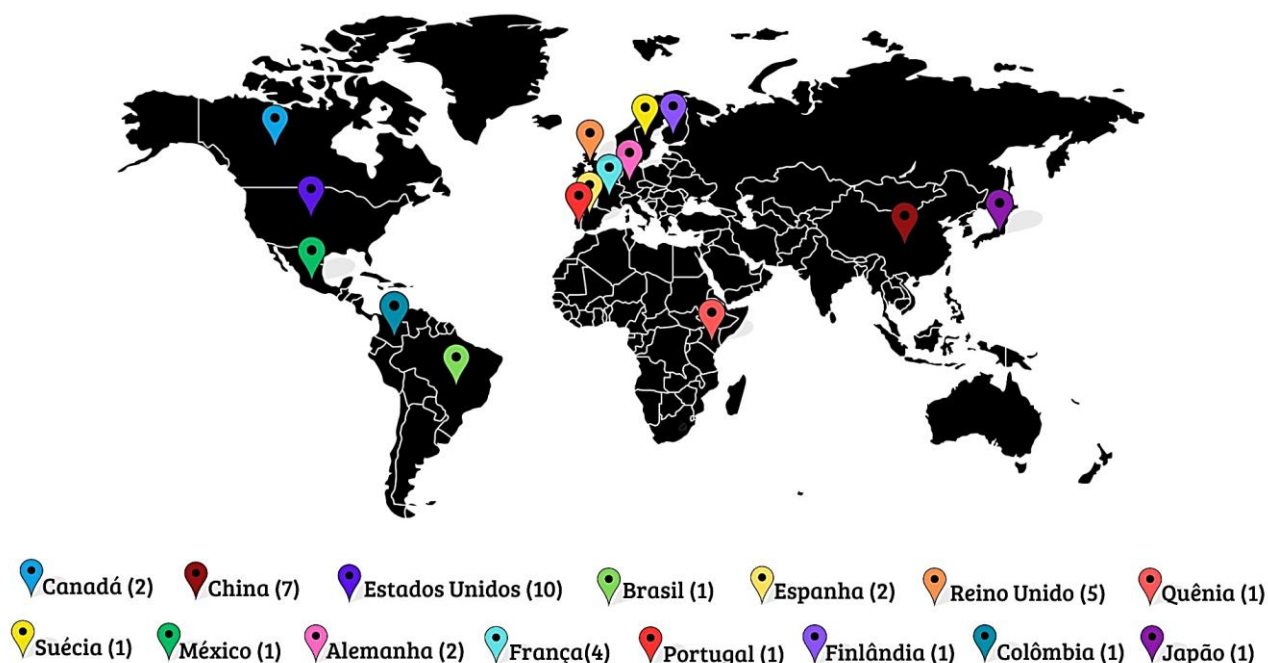 Canadá (2) China (7) Estados Unidos (10) Brasil (1) Espanha (2) Reino Unido (5) Quênia (1)
Suécia (1) México (1) Alemanha (2) França(4) Portugal (1) Finlândia (1) Colômbia (1) Japão (1)